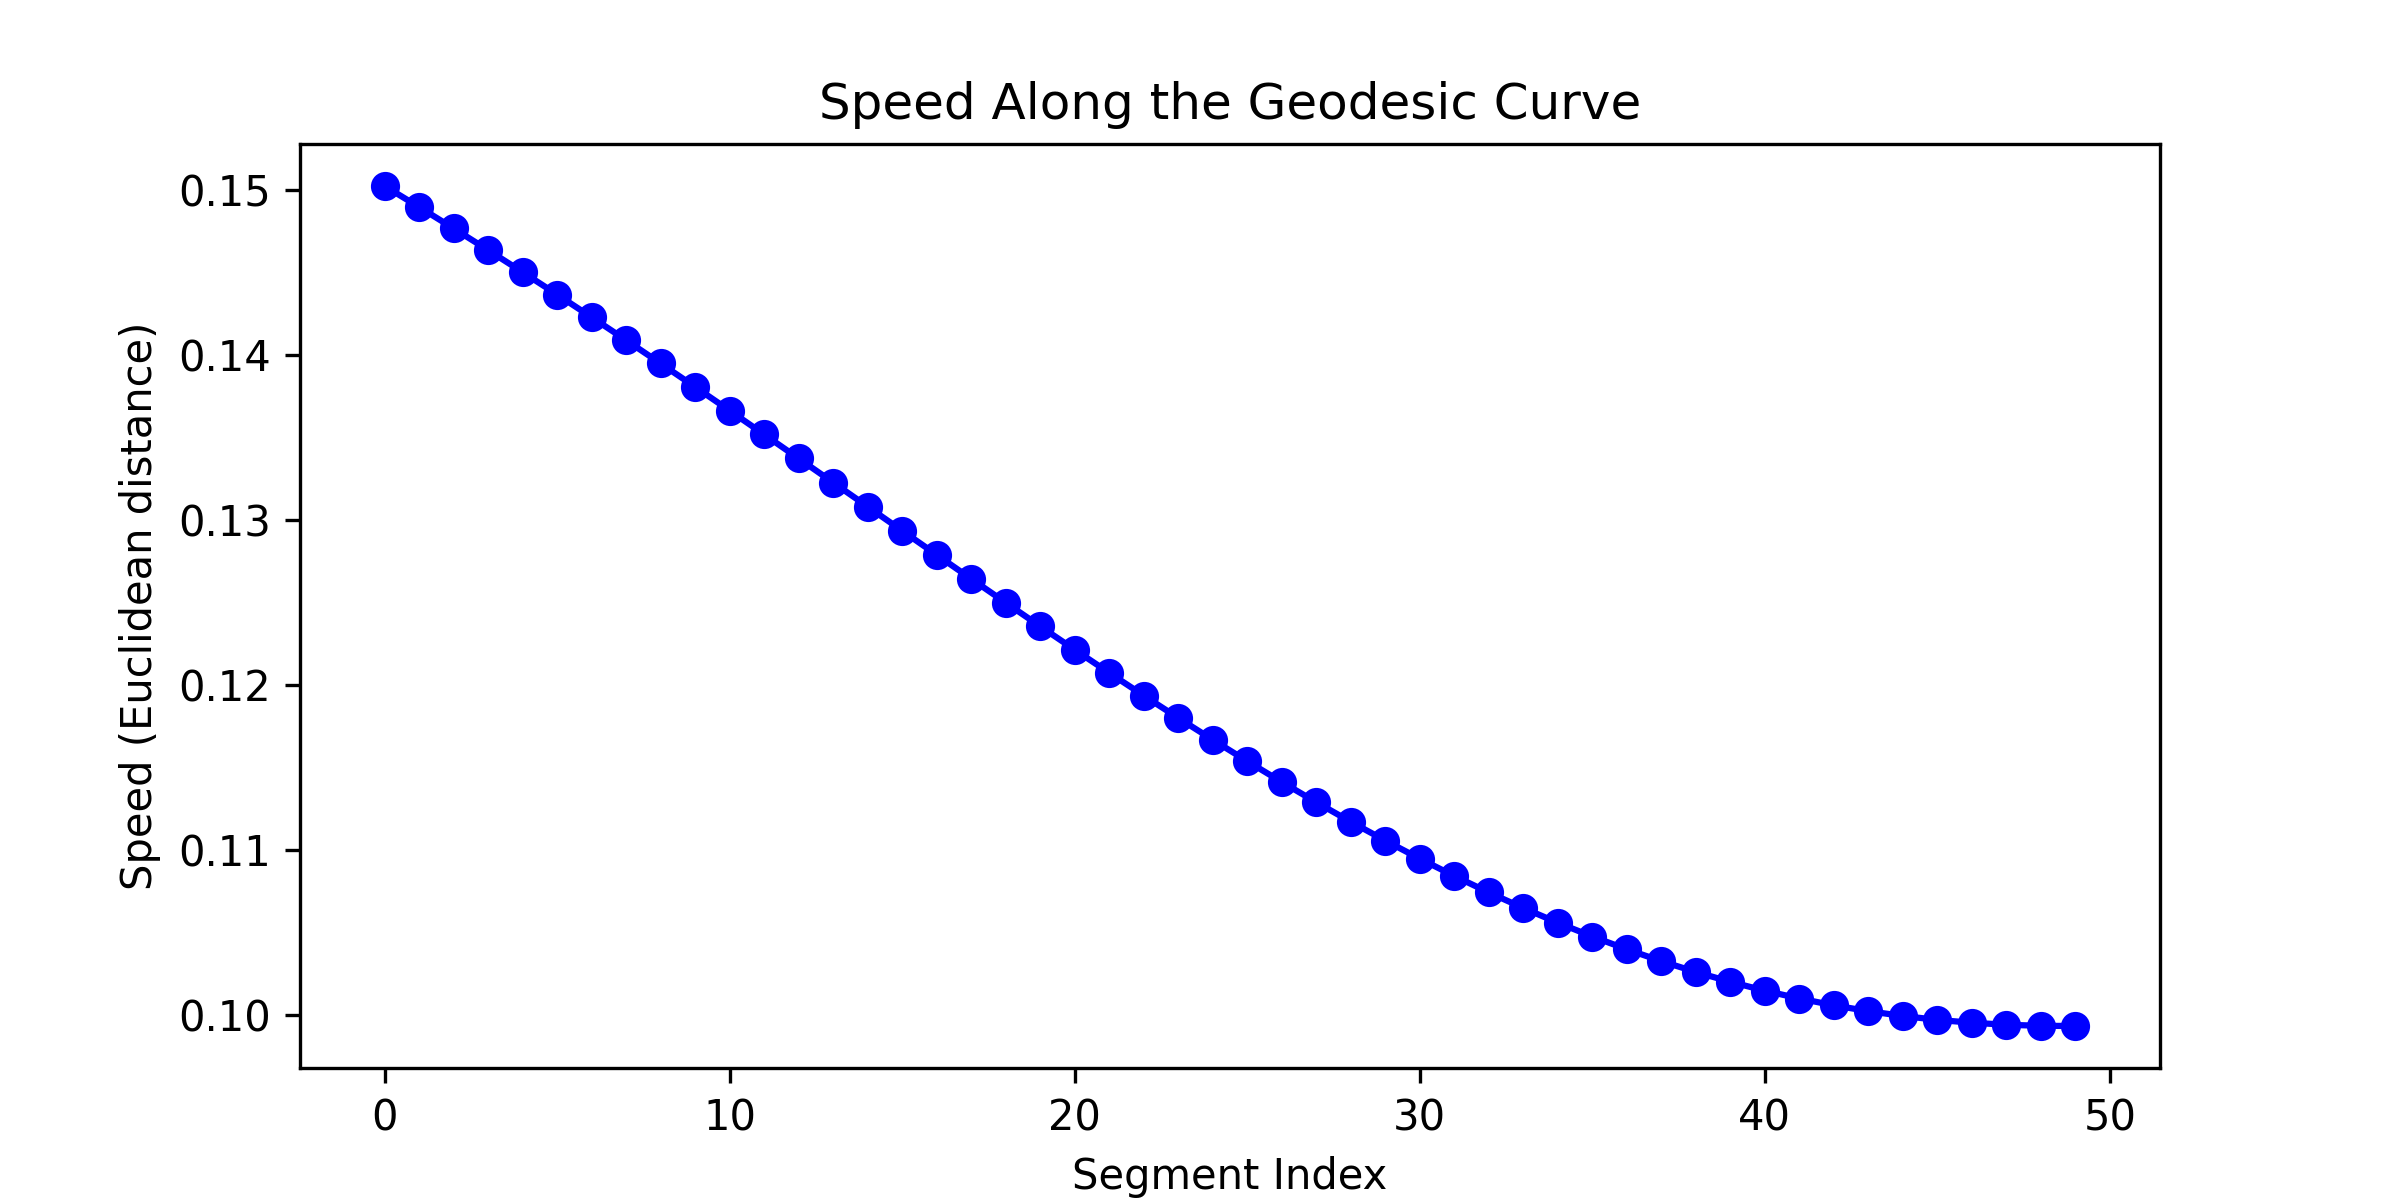 Speed Along the Geodesic Curve
Speed (Euclidean distance)
0.15
0.14
0.13
0.12
0.11
0.10
0 10 20 30 40 50
Segment Index